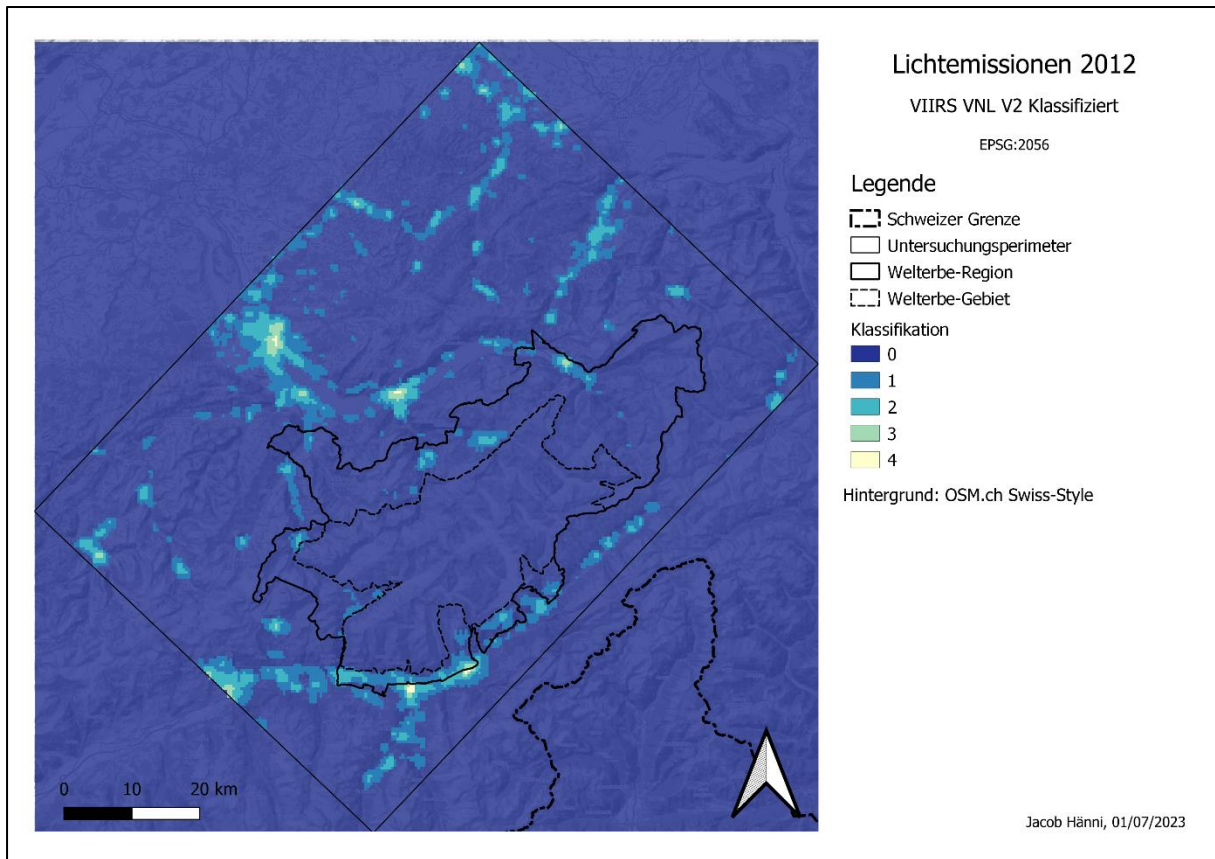 Lichtemissionen 2012
VIIRS VNL V2 Klassifiziert
EPSG:2056
Legende
Schweizer Grenze
Untersuchungsperimeter
Welterbe-Region
Welterbe-Gebiet
Klassifikation
0
1
2
3
4
Hintergrund: OSM.ch Swiss-Style
0 10 20 km
Jacob Hänni, 01/07/2023